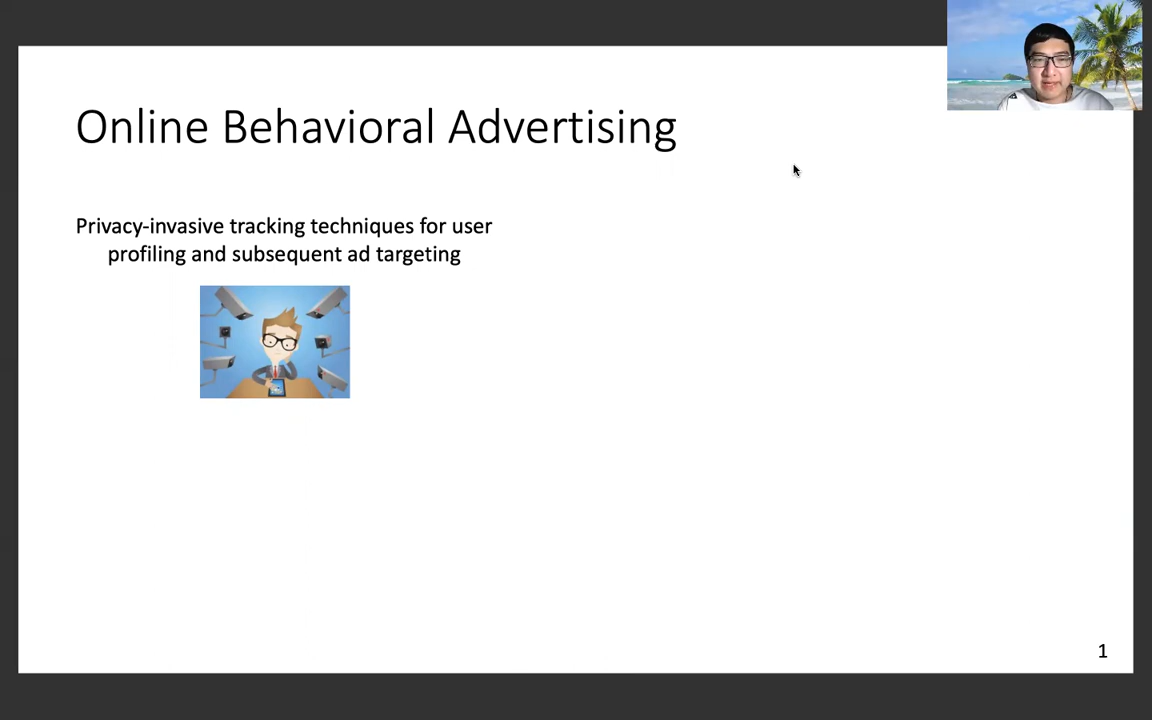 Online Behavioral Advertising
Privacy-invasive tracking techniques for user
profiling and subsequent ad targeting
1